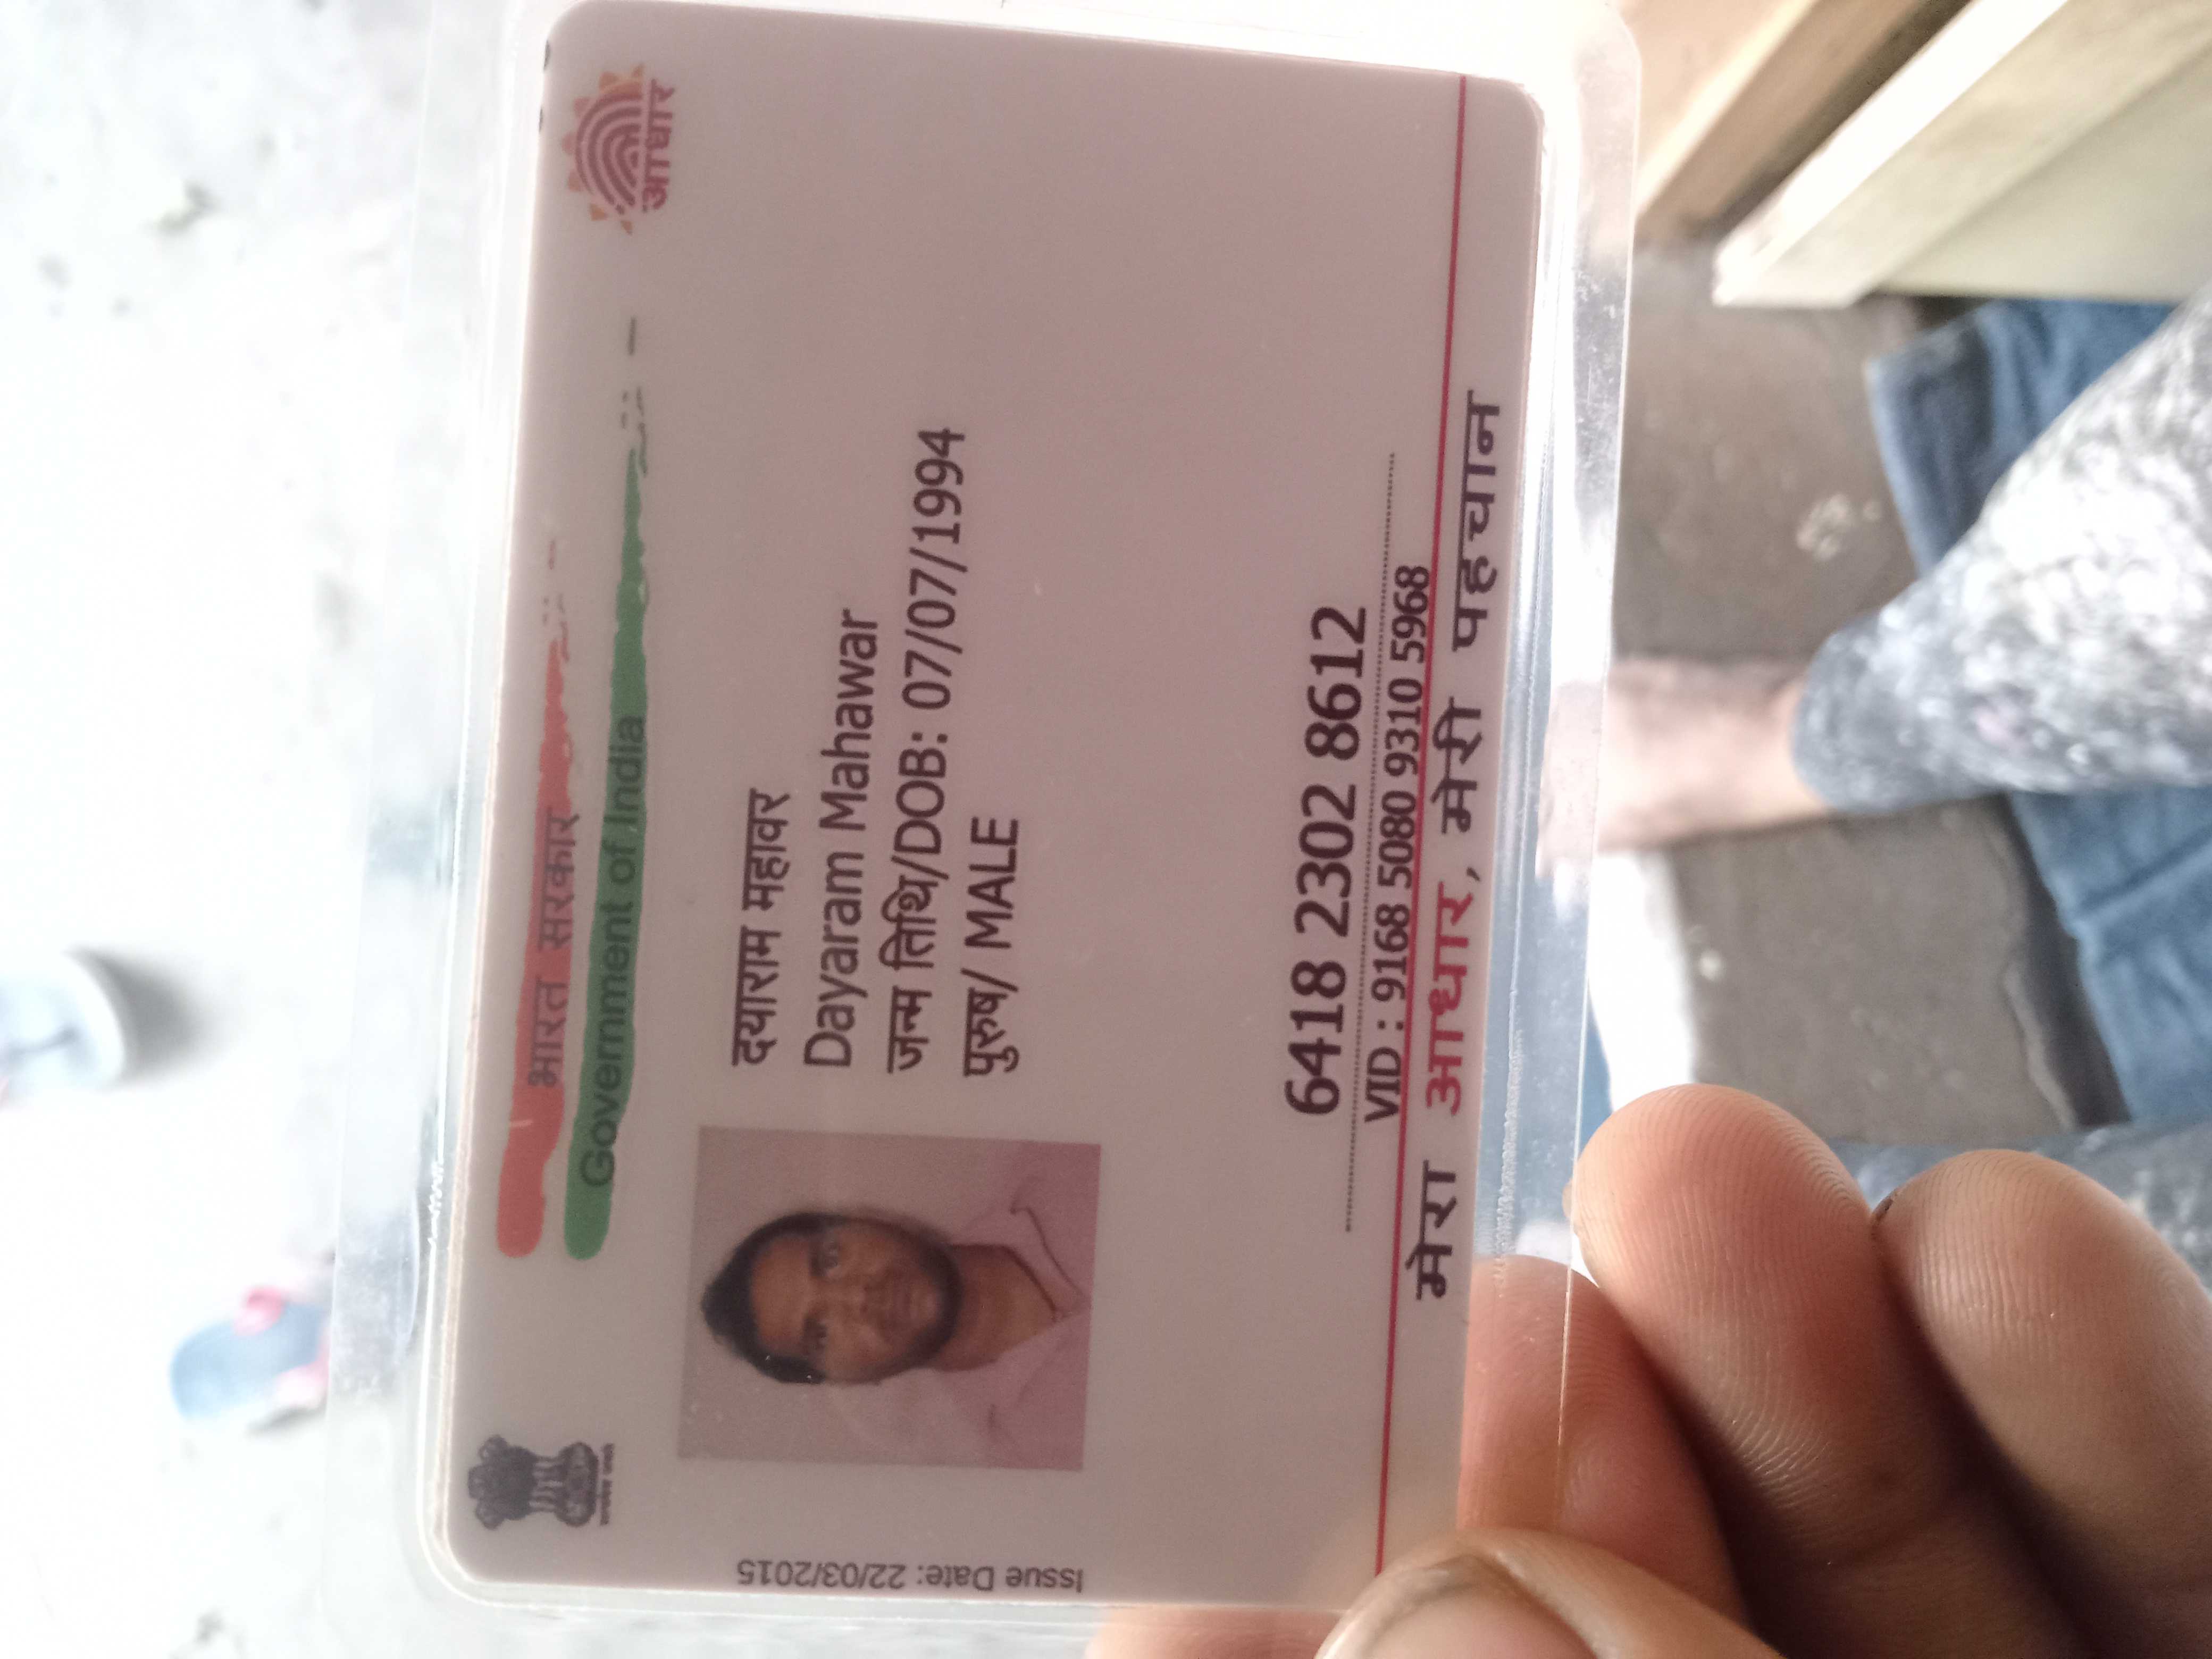 भारत सरकार
Government of India
आधार
दयाराम महावर
Dayaram Mahawar
जन्म तिथि/DOB: 07/07/1994
पुरुष/ MALE
Issue Date: 22/03/2015
6418 2302 8612
VID : 9168 5080 9310 5968
मेरा आधार, मेरी पहचान